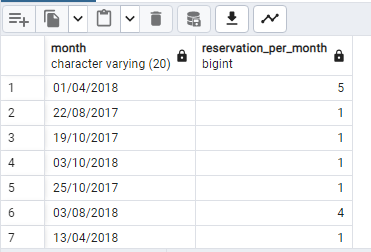 month
character varying (20)
reservation_per_month
bigint
1 01/04/2018 5
2 22/08/2017 1
3 19/10/2017 1
4 03/10/2018 1
5 25/10/2017 1
6 03/08/2018 4
7 13/04/2018 1